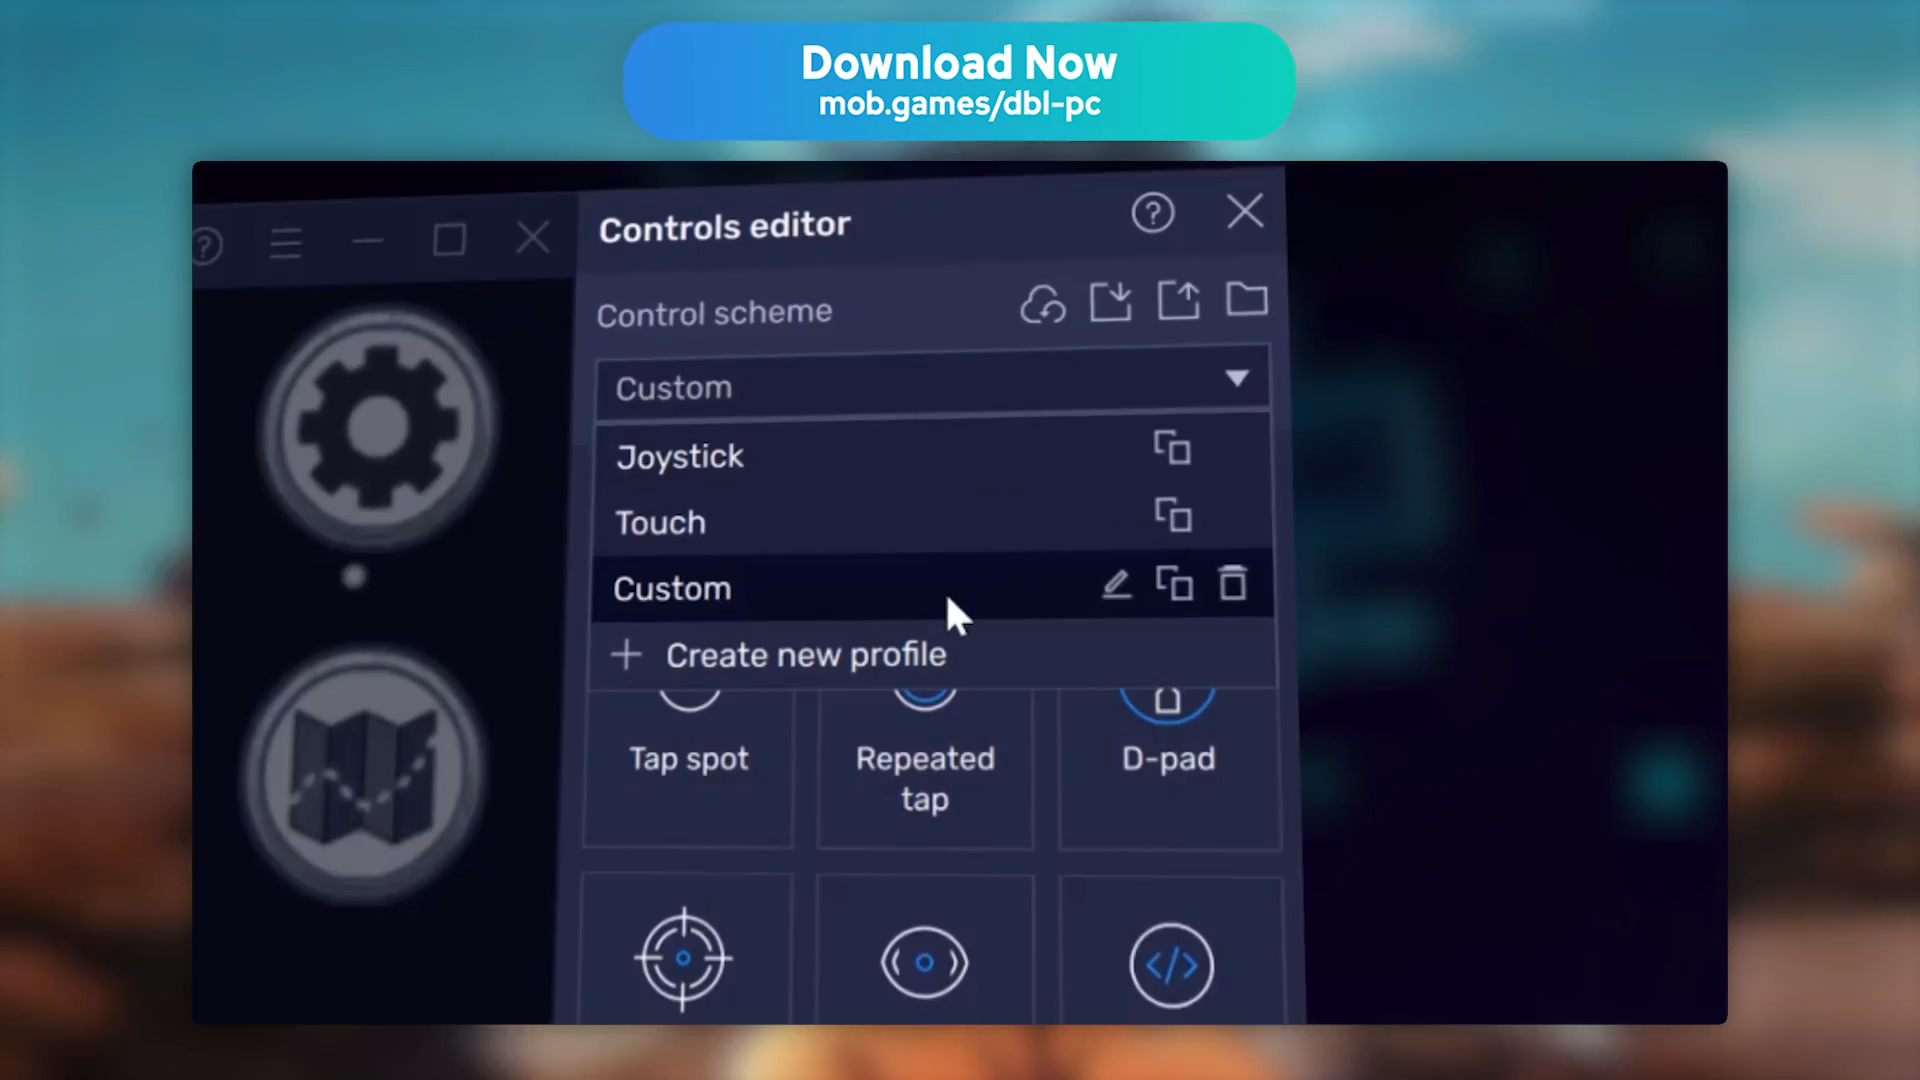 Download Now
mob.games/dbl-pc
Controls editor
Control scheme
Custom
Joystick
Touch
Custom
Create new profile
Tap spot
Repeated
tap
D-pad